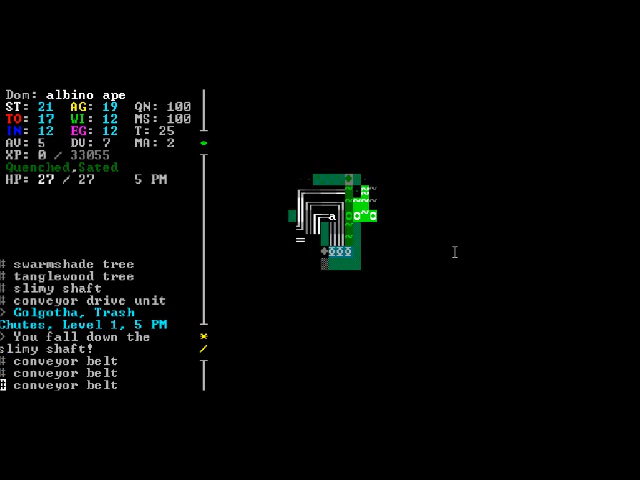 Dom: albino ape
ST: 21 AG: 19 QN: 100
TO: 17 WI: 12 MS: 100
IN: 12 EG: 12 T: 25
AV: 5 DV: 7 MA: 2
XP: 0 / 33055
Quenched,Sated
HP: 27 / 27 5 PM
# swarmshade tree
# tanglewood tree
# slimy shaft
# conveyor drive unit
> Golgotha, Trash
Chutes, Level 1, 5 PM
> You fall down the
slimy shaft!
# conveyor belt
# conveyor belt
# conveyor belt